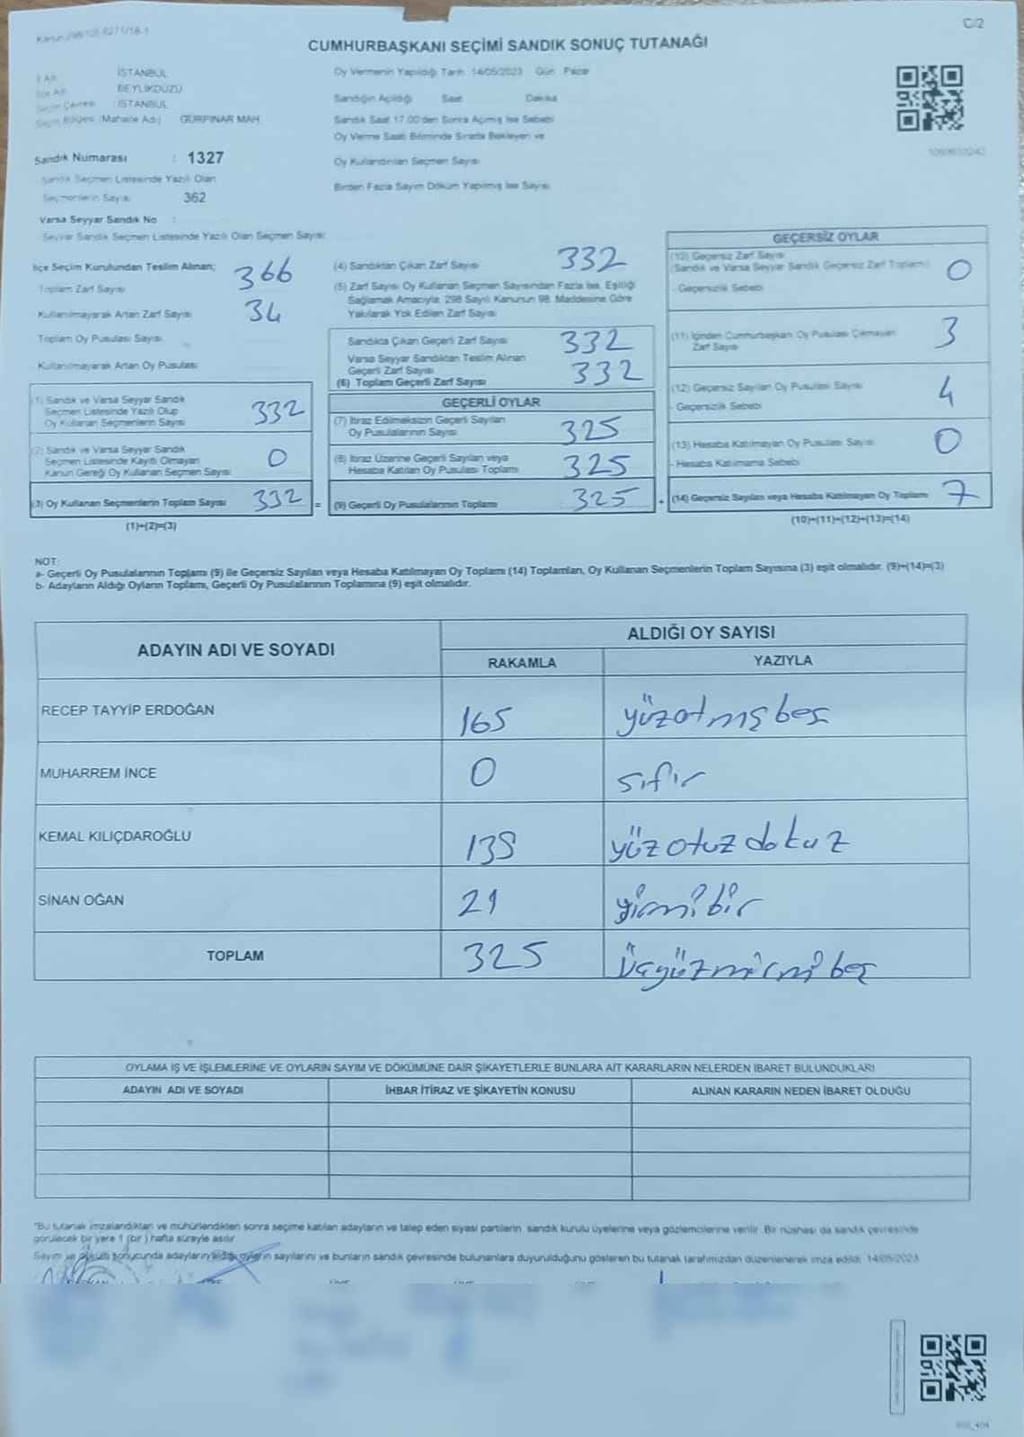 C/2
CUMHURBAŞKANI SEÇİMİ SANDIK SONUÇ TUTANAĞI
İSTANBUL
BEYLİKDÜZÜ
İSTANBUL
Seçim Bölgesi (Mahalle Adı) GÜRPINAR MAH.
Sandık Numarası : 1327
Sandık Seçmen Listesinde Yazılı Olan
Seçmenlerin Sayısı 362
Varsa Seyyar Sandık No :
Seyyar Sandık Seçmen Listesinde Yazılı Olan Seçmen Sayısı
Oy Vermenin Yapıldığı Tarih 14/05/2023 Gün Pazar
Sandığın Açıldığı Saat Dakika
Sandık Saat 17.00'den Sonra Açmış İse Sebebi
Oy Verme Saati Bitiminde Sırada Bekleyen ve
Oy Kullandırılan Seçmen Sayısı
Birden Fazla Sayım Döküm Yapılmış İse Sayısı
İlçe Seçim Kurulundan Teslim Alınan;
Toplam Zarf Sayısı 366
Kullanılmayarak Artan Zarf Sayısı 34
Toplam Oy Pusulası Sayısı
Kullanılmayarak Artan Oy Pusulası
(1) Sandık ve Varsa Seyyar Sandık
Seçmen Listesinde Yazılı Olup
Oy Kullanan Seçmenlerin Sayısı 332
(2) Sandık ve Varsa Seyyar Sandık
Seçmen Listesinde Kayıtlı Olmayan
Kanun Gereği Oy Kullanan Seçmen Sayısı 0
(3) Oy Kullanan Seçmenlerin Toplam Sayısı 332 =
(1)+(2)=(3)
(4) Sandıktan Çıkan Zarf Sayısı 332
(5) Zarf Sayısı Oy Kullanan Seçmen Sayısından Fazla İse, Eşitliği
Sağlamak Amacıyla, 298 Sayılı Kanunun 98. Maddesine Göre
Yakılarak Yok Edilen Zarf Sayısı
Sandıkta Çıkan Geçerli Zarf Sayısı 332
Varsa Seyyar Sandıktan Teslim Alınan
Geçerli Zarf Sayısı
(6) Toplam Geçerli Zarf Sayısı 332
GEÇERLİ OYLAR
(7) İtiraz Edilmeksizin Geçerli Sayılan
Oy Pusulalarının Sayısı 325
(8) İtiraz Üzerine Geçerli Sayılan veya
Hesaba Katılan Oy Pusulası Toplamı 325
(9) Geçerli Oy Pusulalarının Toplamı 325 +
GEÇERSİZ OYLAR
(10) Geçersiz Zarf Sayısı
(Sandık ve Varsa Seyyar Sandık Geçersiz Zarf Toplamı) 0
- Geçersizlik Sebebi
(11) İçinden Cumhurbaşkanı Oy Pusulası Çıkmayan
Zarf Sayısı 3
(12) Geçersiz Sayılan Oy Pusulası Sayısı 4
- Geçersizlik Sebebi
(13) Hesaba Katılmayan Oy Pusulası Sayısı 0
- Hesaba Katılmama Sebebi
(14) Geçersiz Sayılan veya Hesaba Katılmayan Oy Toplamı 7
(10)+(11)+(12)+(13)=(14)
NOT:
a- Geçerli Oy Pusulalarının Toplamı (9) ile Geçersiz Sayılan veya Hesaba Katılmayan Oy Toplamı (14) Toplamları, Oy Kullanan Seçmenlerin Toplam Sayısına (3) eşit olmalıdır. (9)+(14)=(3)
b- Adayların Aldığı Oyların Toplamı, Geçerli Oy Pusulalarının Toplamına (9) eşit olmalıdır.
ADAYIN ADI VE SOYADI ALDIĞI OY SAYISI
RAKAMLA YAZIYLA
RECEP TAYYİP ERDOĞAN 165 yüzatmış beş
MUHARREM İNCE 0 sıfır
KEMAL KILIÇDAROĞLU 139 yüz otuz dokuz
SİNAN OĞAN 21 yirmi bir
TOPLAM 325 üçyüz yirmi beş
OYLAMA İŞ VE İŞLEMLERİNE VE OYLARIN SAYIM VE DÖKÜMÜNE DAİR ŞİKAYETLERLE BUNLARA AİT KARARLARIN NELERDEN İBARET BULUNDUKLARI
ADAYIN ADI VE SOYADI İHBAR İTİRAZ VE ŞİKAYETİN KONUSU ALINAN KARARIN NEDEN İBARET OLDUĞU
*Bu tutanak imzalandıktan ve mühürlendikten sonra seçime katılan adayların ve talep eden siyasi partilerin sandık kurulu üyelerine veya gözlemcilerine verilir. Bir nüshası da sandık çevresinde
görülecek bir yere 1 (bir) hafta süreyle asılır.
Sayım ve döküm sonucunda adayların aldığı oyların sayılarını ve bunların sandık çevresinde bulunanlara duyurulduğunu gösteren bu tutanak tarafımızdan düzenlenerek imza edildi. 14/05/2023